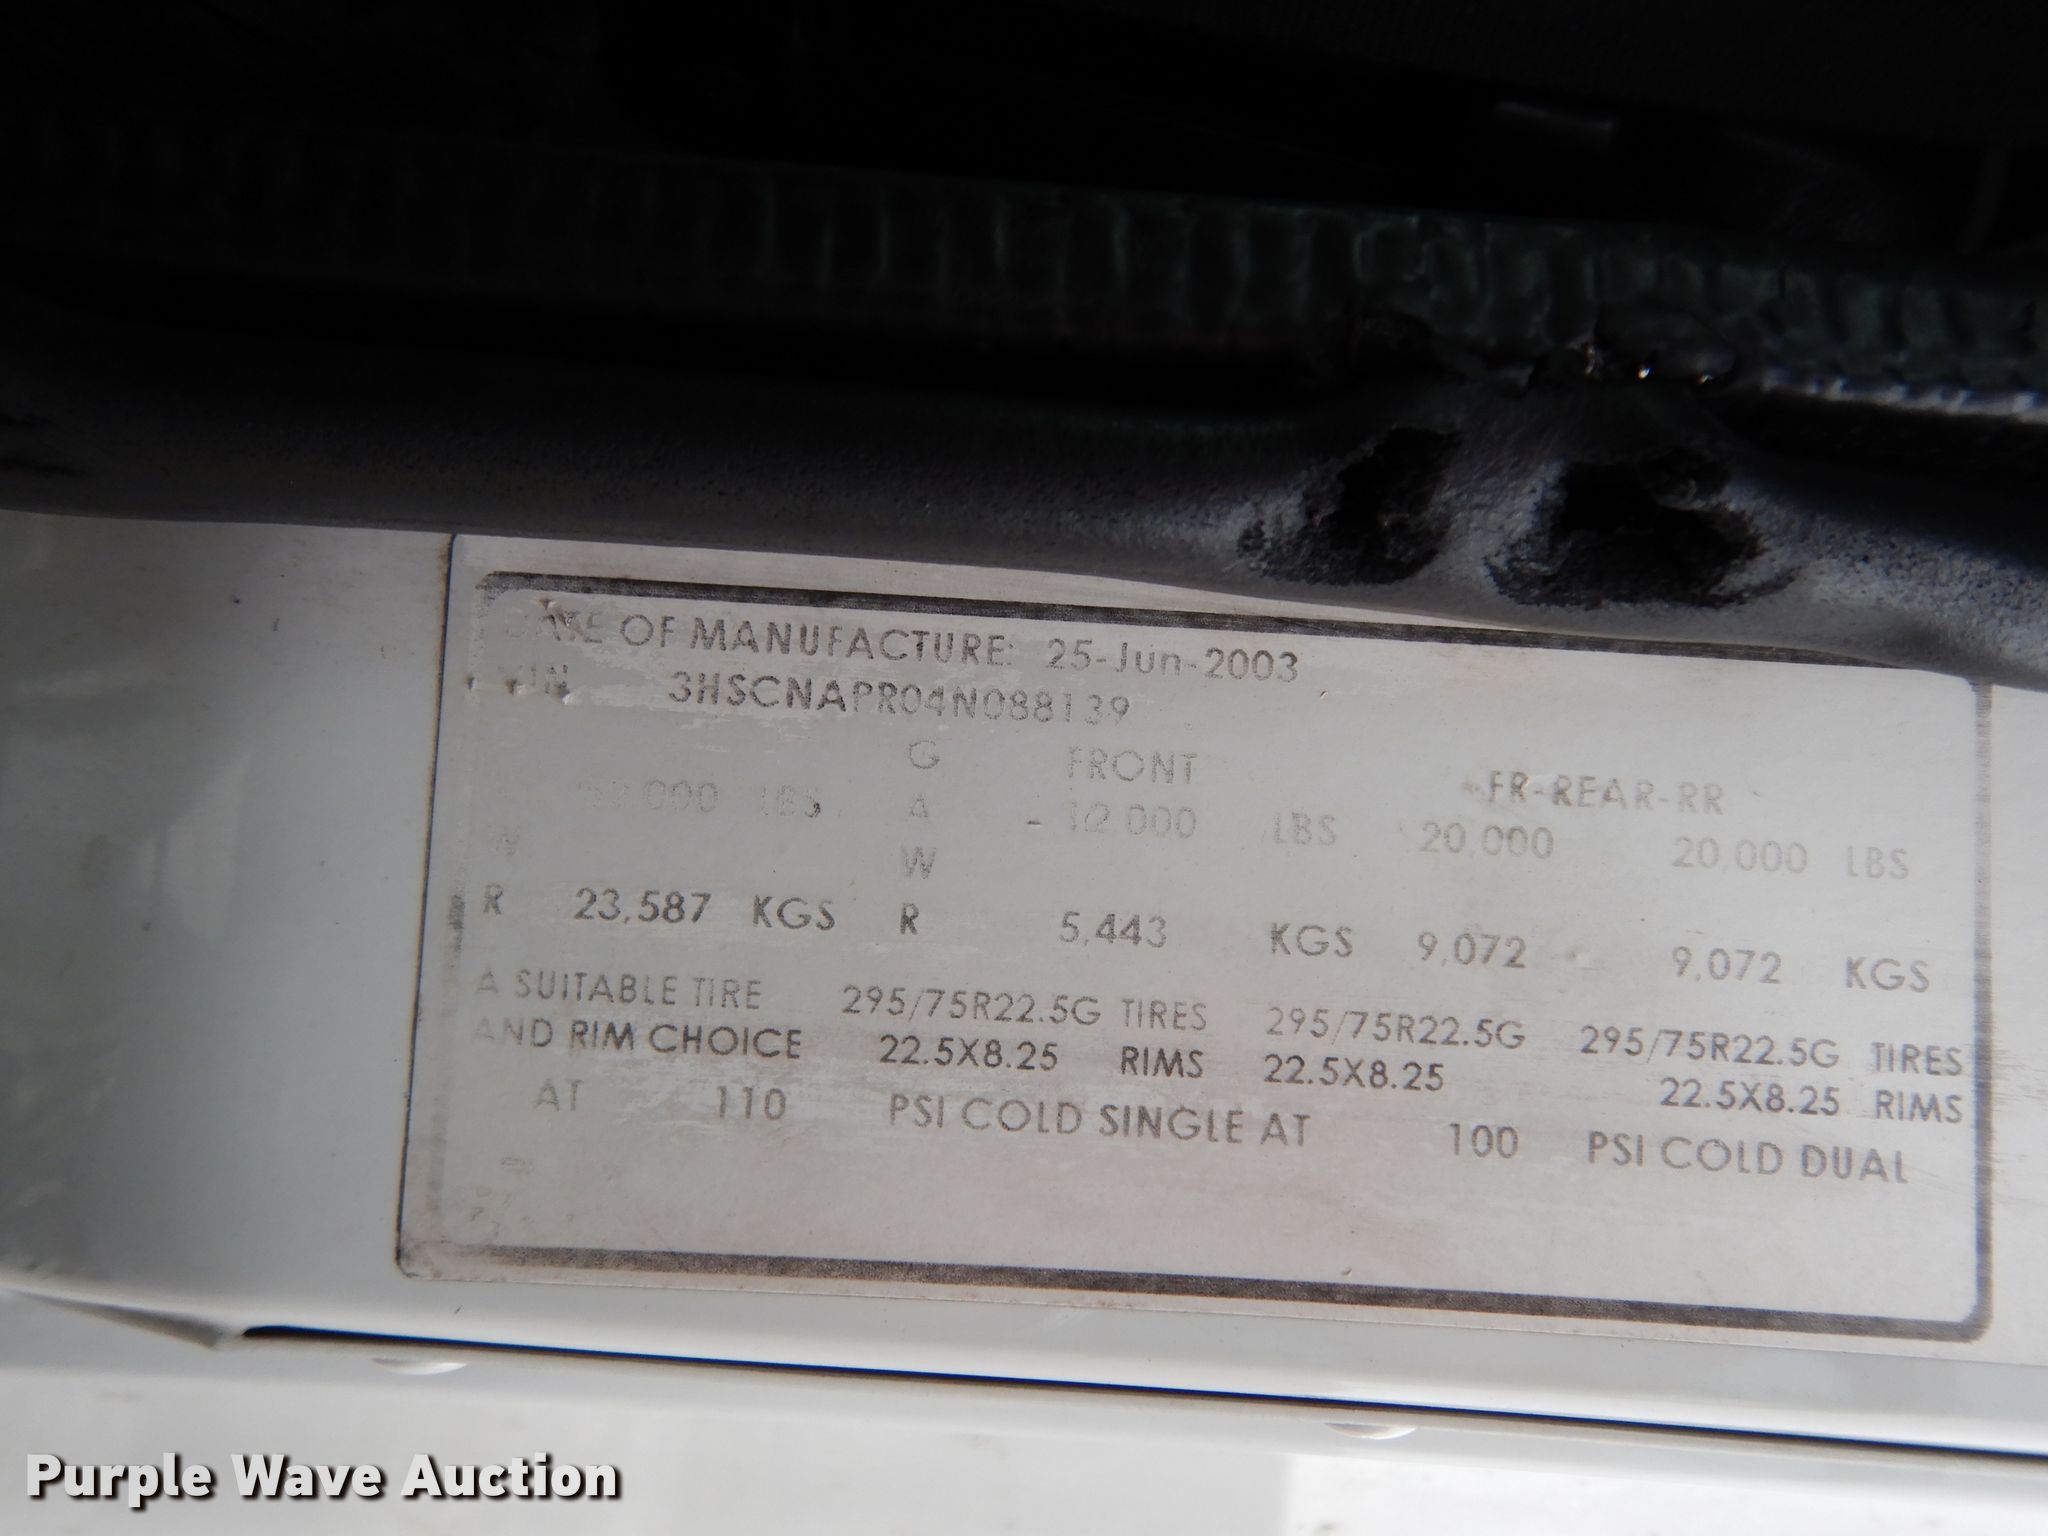 DATE OF MANUFACTURE: 25-Jun-2003
VIN 3HSCNAPR04N088139
G FRONT FR-REAR-RR
LBS A 12,000 LBS 20,000 20,000 LBS
W W
R 23,587 KGS R 5,443 KGS 9,072 9,072 KGS
A SUITABLE TIRE 295/75R22.5G TIRES 295/75R22.5G 295/75R22.5G TIRES
AND RIM CHOICE 22.5X8.25 RIMS 22.5X8.25 22.5X8.25 RIMS
AT 110 PSI COLD SINGLE AT 100 PSI COLD DUAL
Purple Wave Auction